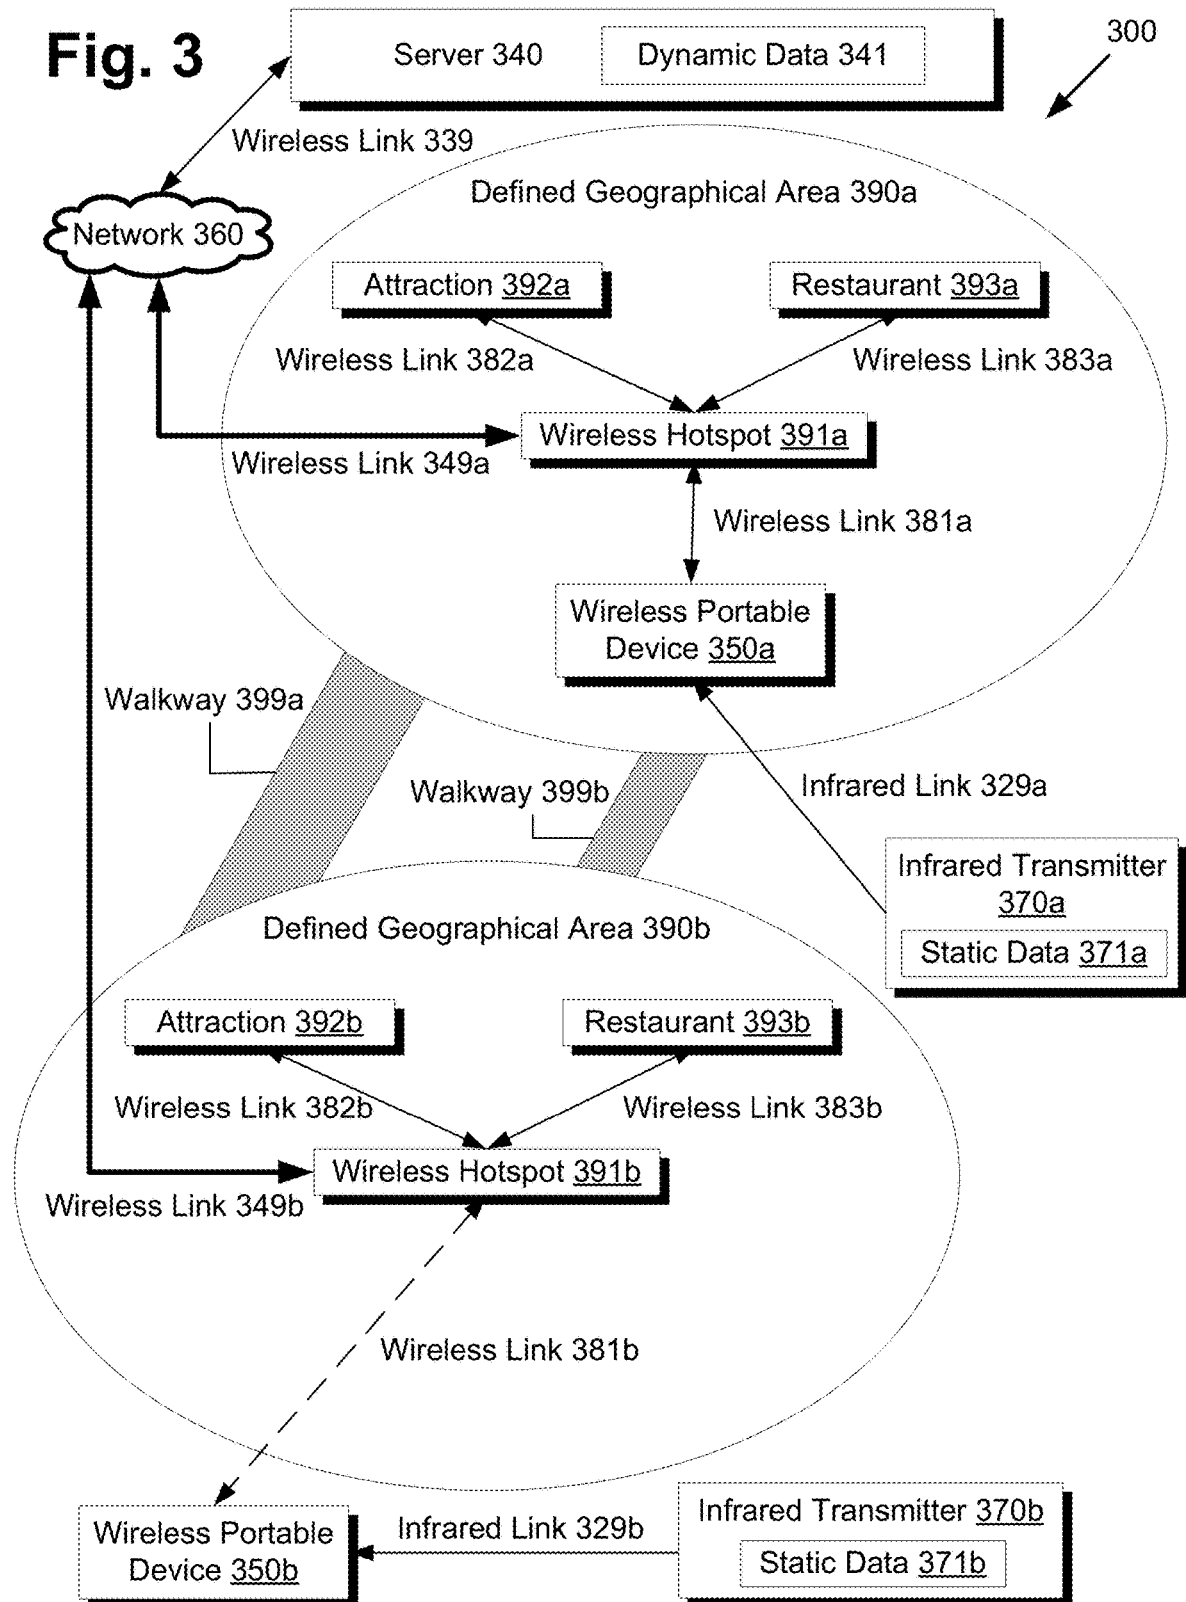 Fig. 3
Server 340
Dynamic Data 341
300
Wireless Link 339
Defined Geographical Area 390a
Network 360
Attraction 392a
Restaurant 393a
Wireless Link 382a
Wireless Link 383a
Wireless Hotspot 391a
Wireless Link 349a
Wireless Link 381a
Wireless Portable
Device 350a
Walkway 399a
Walkway 399b
Infrared Link 329a
Infrared Transmitter
370a
Static Data 371a
Defined Geographical Area 390b
Attraction 392b
Restaurant 393b
Wireless Link 382b
Wireless Link 383b
Wireless Hotspot 391b
Wireless Link 349b
Wireless Link 381b
Wireless Portable
Device 350b
Infrared Link 329b
Infrared Transmitter 370b
Static Data 371b